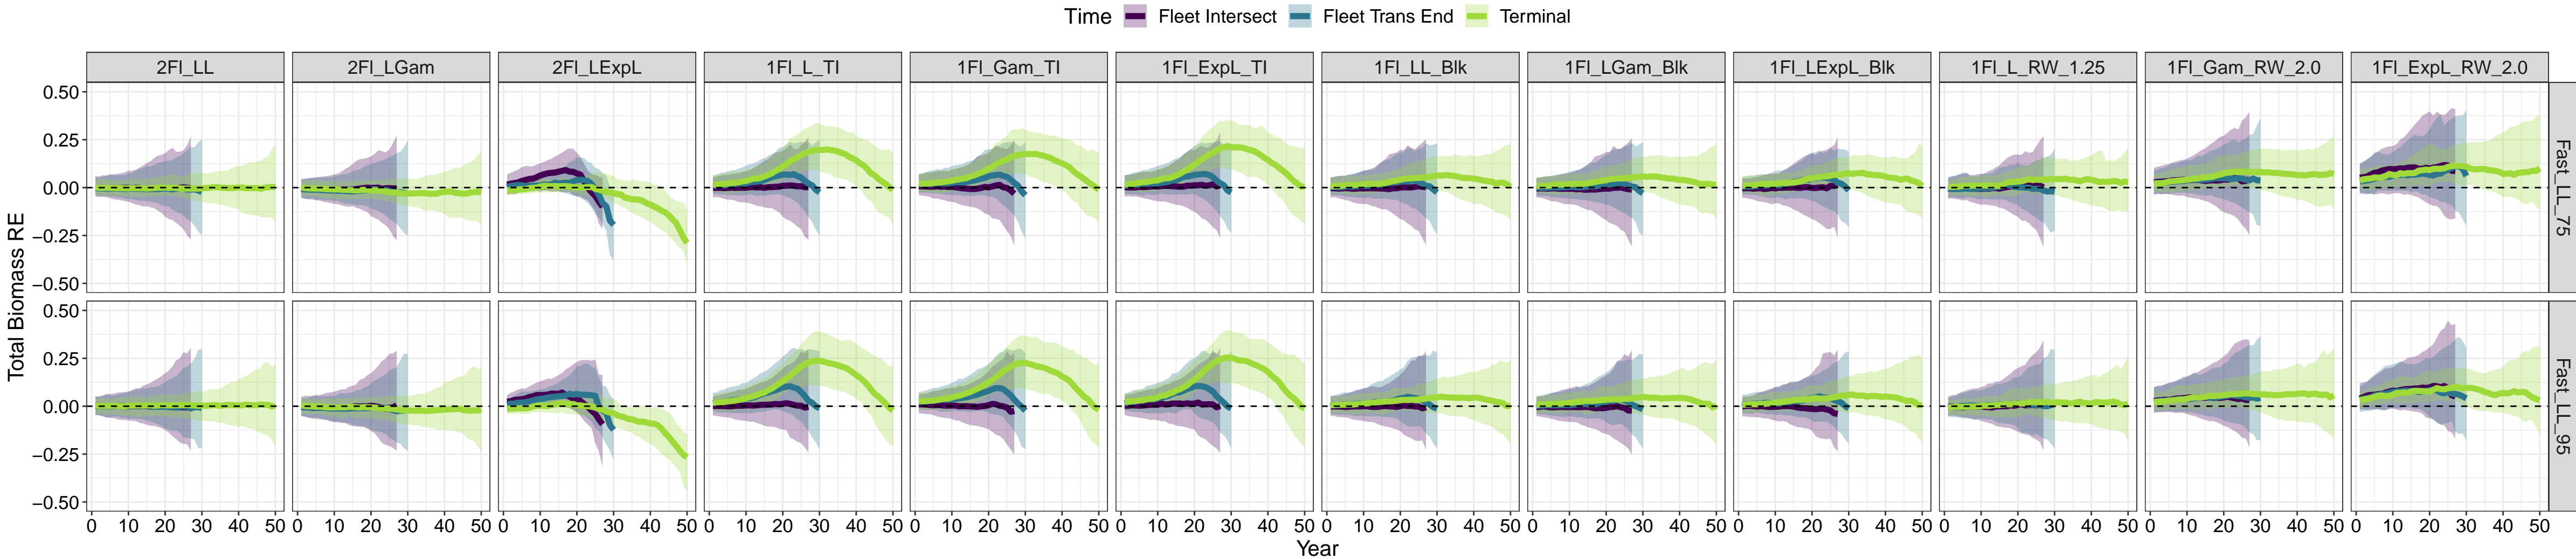 Time Fleet Intersect Fleet Trans End Terminal
2Fl_LL 2Fl_LGam 2Fl_LExpL 1Fl_L_TI 1Fl_Gam_TI 1Fl_ExpL_TI 1Fl_LL_Blk 1Fl_LGam_Blk 1Fl_LExpL_Blk 1Fl_L_RW_1.25 1Fl_Gam_RW_2.0 1Fl_ExpL_RW_2.0
0.50
0.25
0.00
−0.25
−0.50
Fast_LL_75
Total Biomass RE
0.50
0.25
0.00
−0.25
−0.50
Fast_LL_95
0 10 20 30 40 50 0 10 20 30 40 50 0 10 20 30 40 50 0 10 20 30 40 50 0 10 20 30 40 50 0 10 20 30 40 50 0 10 20 30 40 50 0 10 20 30 40 50 0 10 20 30 40 50 0 10 20 30 40 50 0 10 20 30 40 50 0 10 20 30 40 50
Year